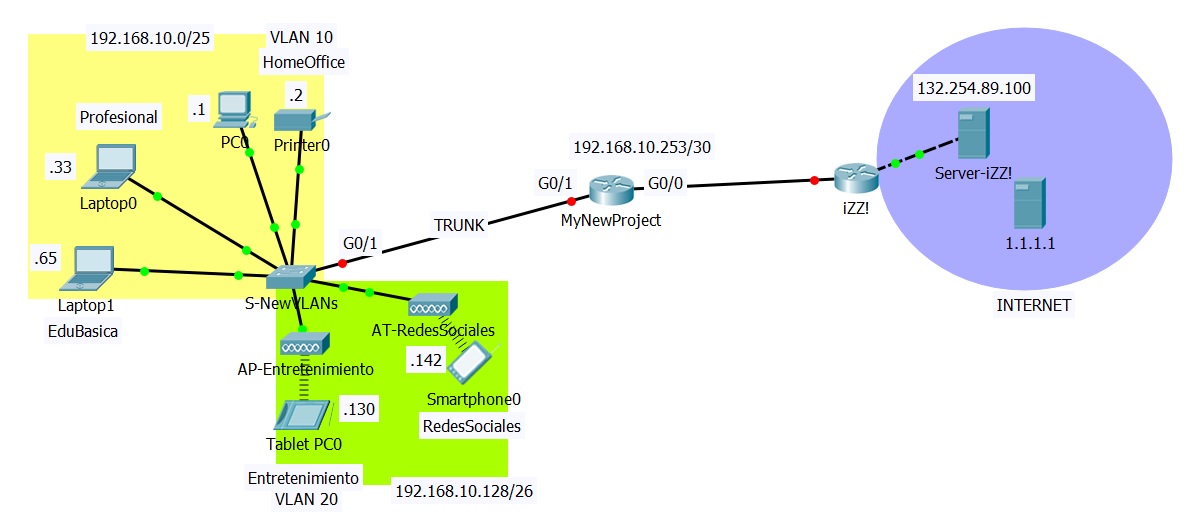 192.168.10.0/25
VLAN 10
HomeOffice
.1
.2
Profesional
PC0
Printer0
.33
Laptop0
.65
Laptop1
EduBasica
S-NewVLANs
G0/1
TRUNK
G0/1
192.168.10.253/30
G0/0
MyNewProject
iZZ!
132.254.89.100
Server-iZZ!
1.1.1.1
INTERNET
AT-RedesSociales
AP-Entretenimiento
.142
Smartphone0
RedesSociales
.130
Tablet PC0
Entretenimiento
VLAN 20
192.168.10.128/26